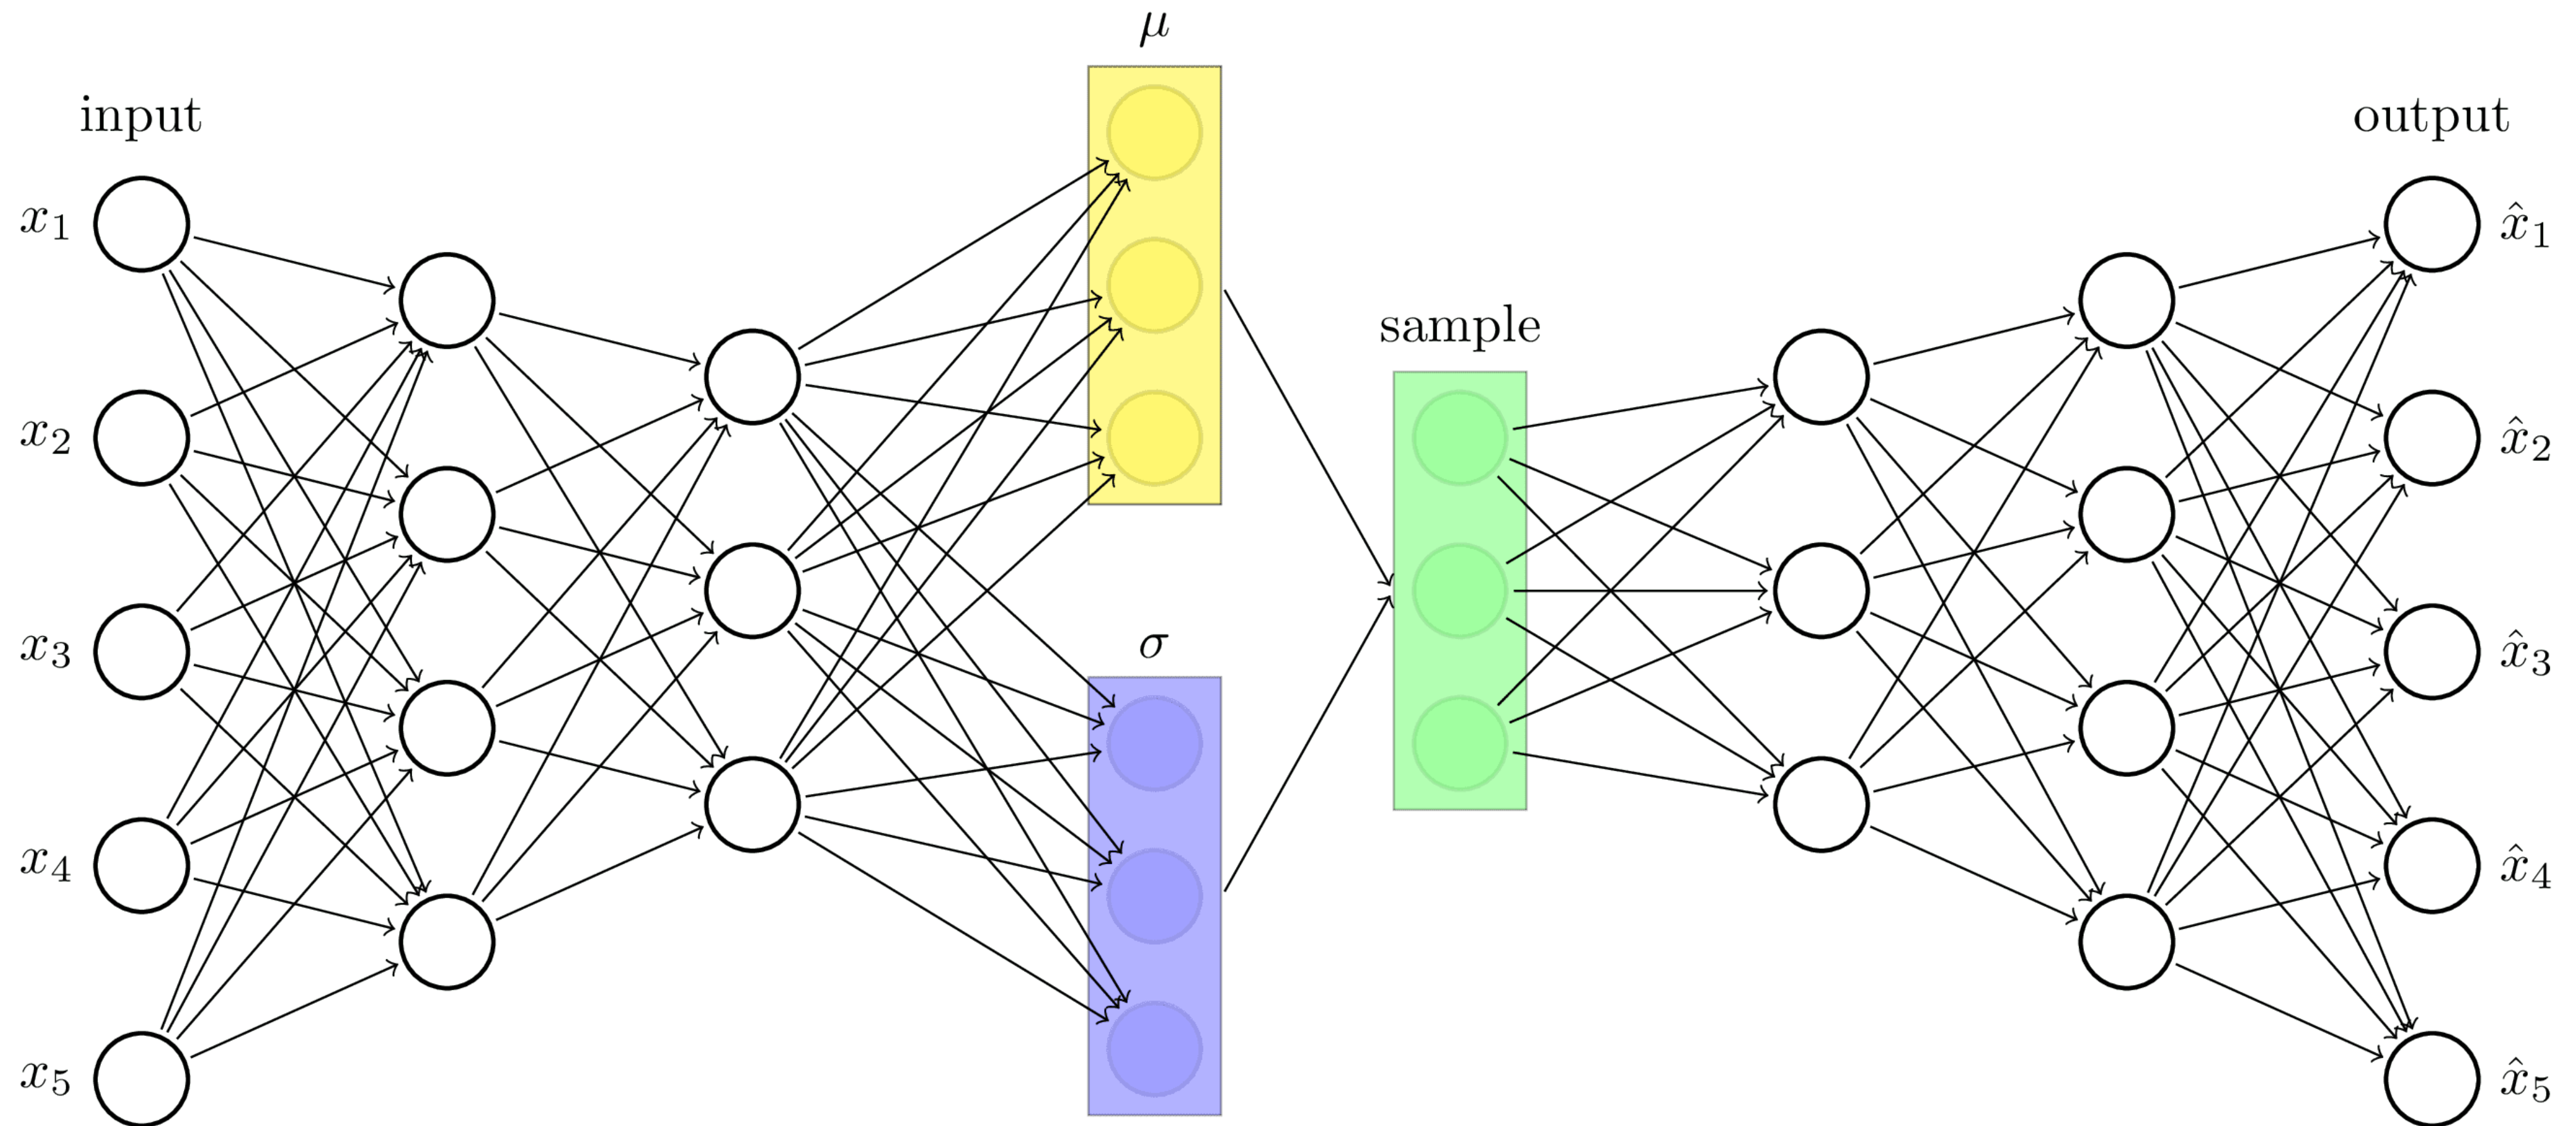 μ
input
output
x₁
x₂
x₃
x₄
x₅
σ
sample
x̂₁
x̂₂
x̂₃
x̂₄
x̂₅